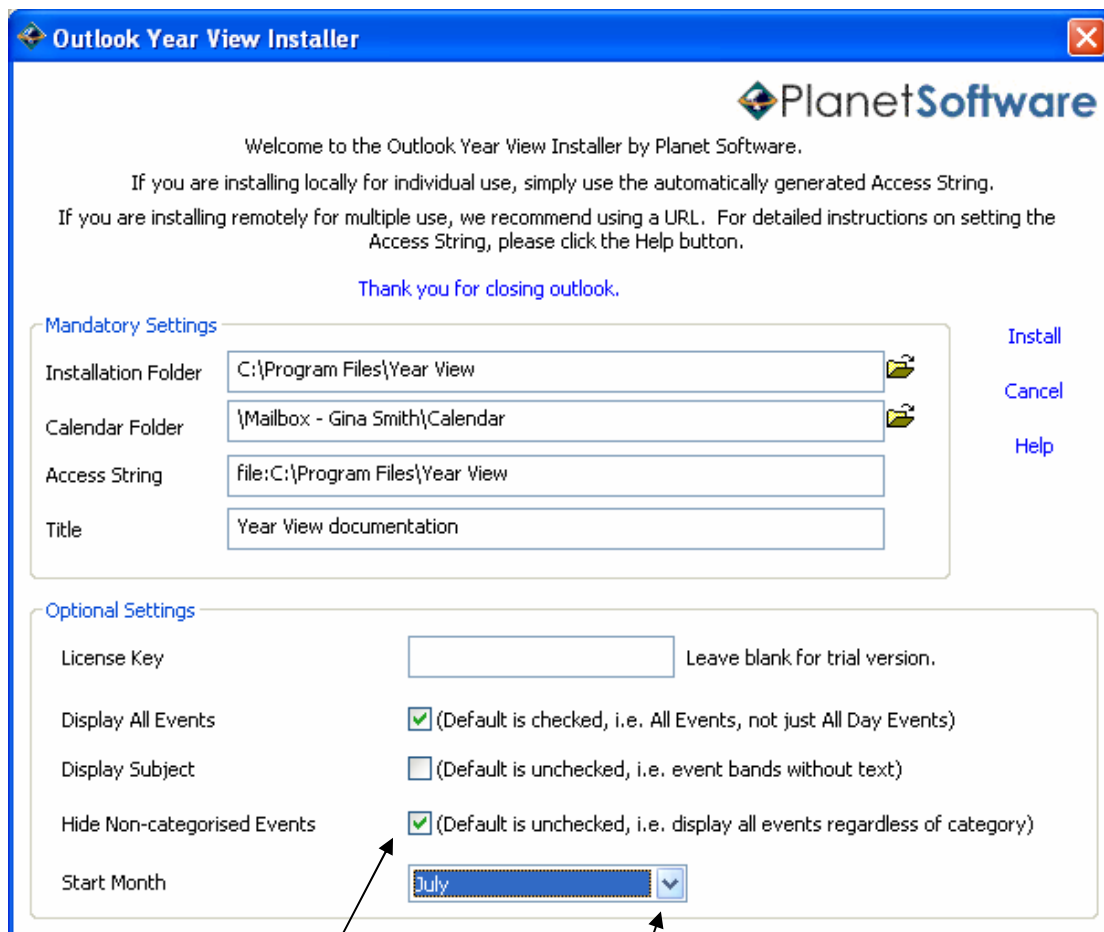 Outlook Year View Installer
PlanetSoftware
Welcome to the Outlook Year View Installer by Planet Software.
If you are installing locally for individual use, simply use the automatically generated Access String.
If you are installing remotely for multiple use, we recommend using a URL. For detailed instructions on setting the
Access String, please click the Help button.
Thank you for closing outlook.
Mandatory Settings
Installation Folder C:\Program Files\Year View
Calendar Folder \Mailbox - Gina Smith\Calendar
Access String file:C:\Program Files\Year View
Title Year View documentation
Install
Cancel
Help
Optional Settings
License Key Leave blank for trial version.
Display All Events (Default is checked, i.e. All Events, not just All Day Events)
Display Subject (Default is unchecked, i.e. event bands without text)
Hide Non-categorised Events (Default is unchecked, i.e. display all events regardless of category)
Start Month July